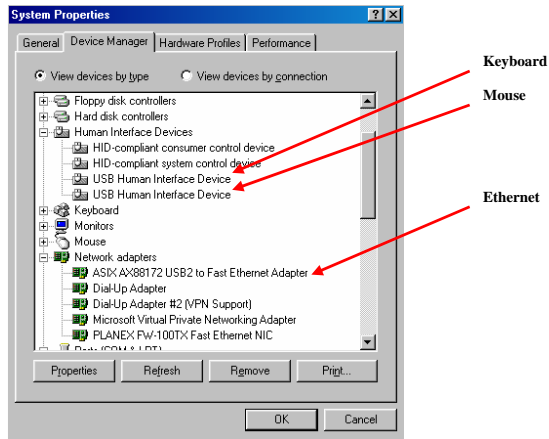 System Properties
General Device Manager Hardware Profiles Performance
View devices by type View devices by connection
Floppy disk controllers
Hard disk controllers
Human Interface Devices
HID-compliant consumer control device
HID-compliant system control device
USB Human Interface Device
USB Human Interface Device
Keyboard
Monitors
Mouse
Network adapters
ASIX AX88172 USB2 to Fast Ethernet Adapter
Dial-Up Adapter
Dial-Up Adapter #2 (VPN Support)
Microsoft Virtual Private Networking Adapter
PLANEX FW-100TX Fast Ethernet NIC
Ports (COM & LPT)
Properties Refresh Remove Print...
OK Cancel
Keyboard
Mouse
Ethernet